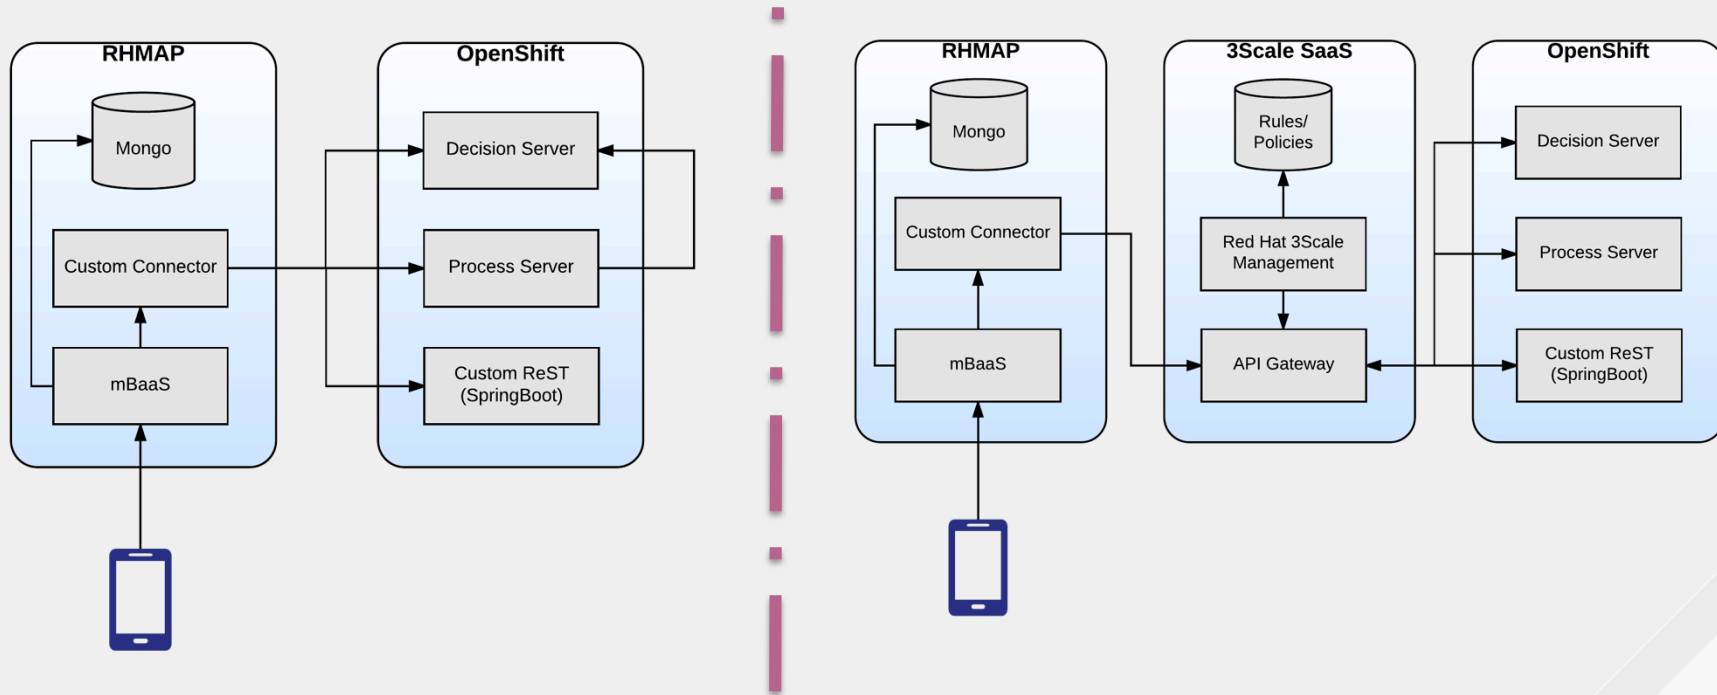 RHMAP
Mongo
Custom Connector
mBaaS
OpenShift
Decision Server
Process Server
Custom ReST
(SpringBoot)
RHMAP
Mongo
Custom Connector
mBaaS
3Scale SaaS
Rules/
Policies
Red Hat 3Scale
Management
API Gateway
OpenShift
Decision Server
Process Server
Custom ReST
(SpringBoot)